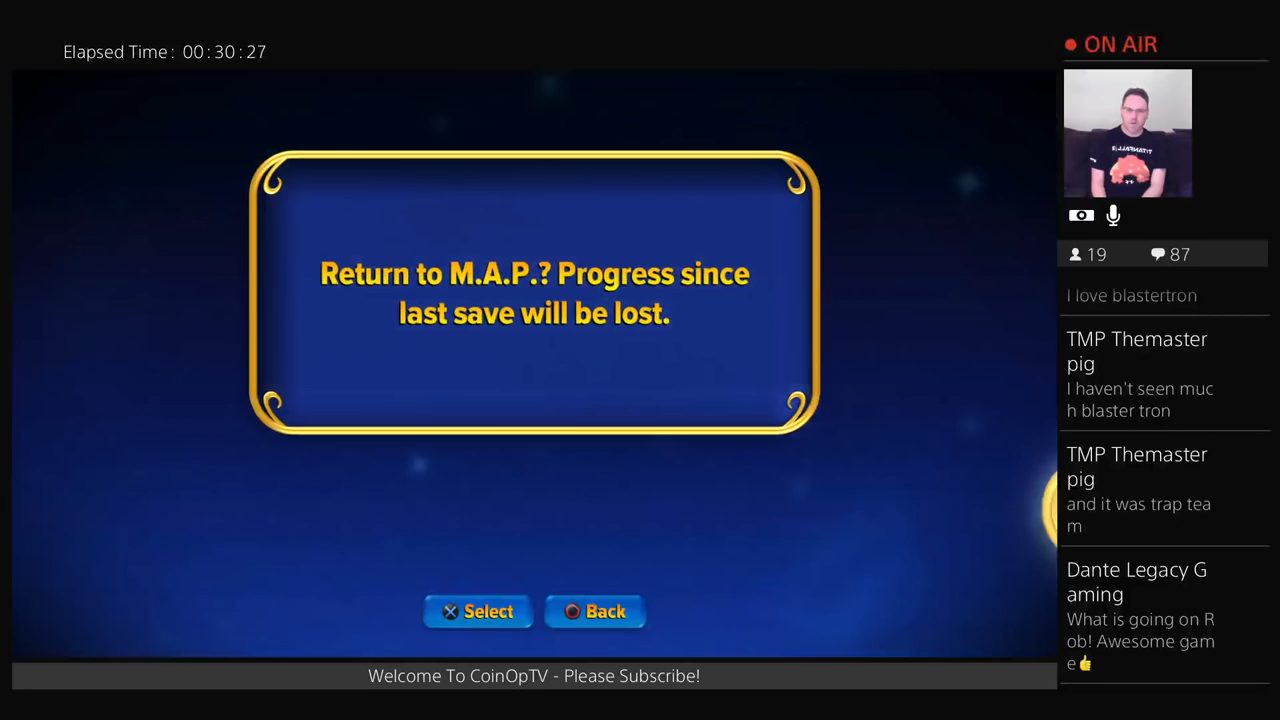 Elapsed Time: 00:30:27
ON AIR
19
87
I love blastertron
TMP Themaster
pig
I haven't seen muc
h blaster tron
TMP Themaster
pig
and it was trap tea
m
Dante Legacy G
aming
What is going on R
ob! Awesome gam
e👍
Return to M.A.P.? Progress since
last save will be lost.
Select
Back
Welcome To CoinOpTV - Please Subscribe!